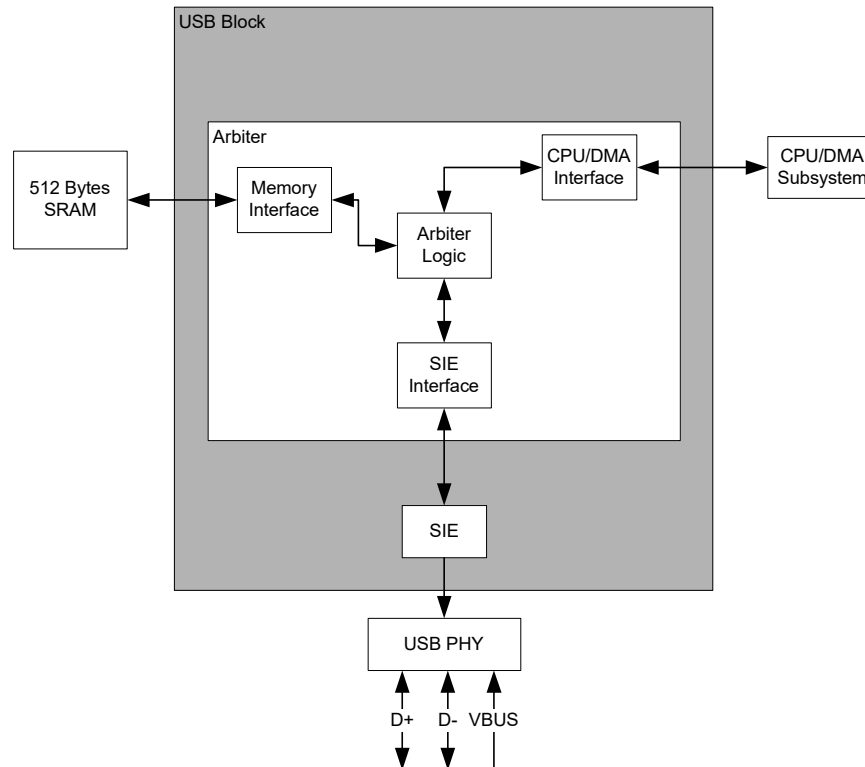 USB Block
Arbiter
512 Bytes
SRAM
Memory
Interface
CPU/DMA
Interface
CPU/DMA
Subsystem
Arbiter
Logic
SIE
Interface
SIE
USB PHY
D+
D-
VBUS